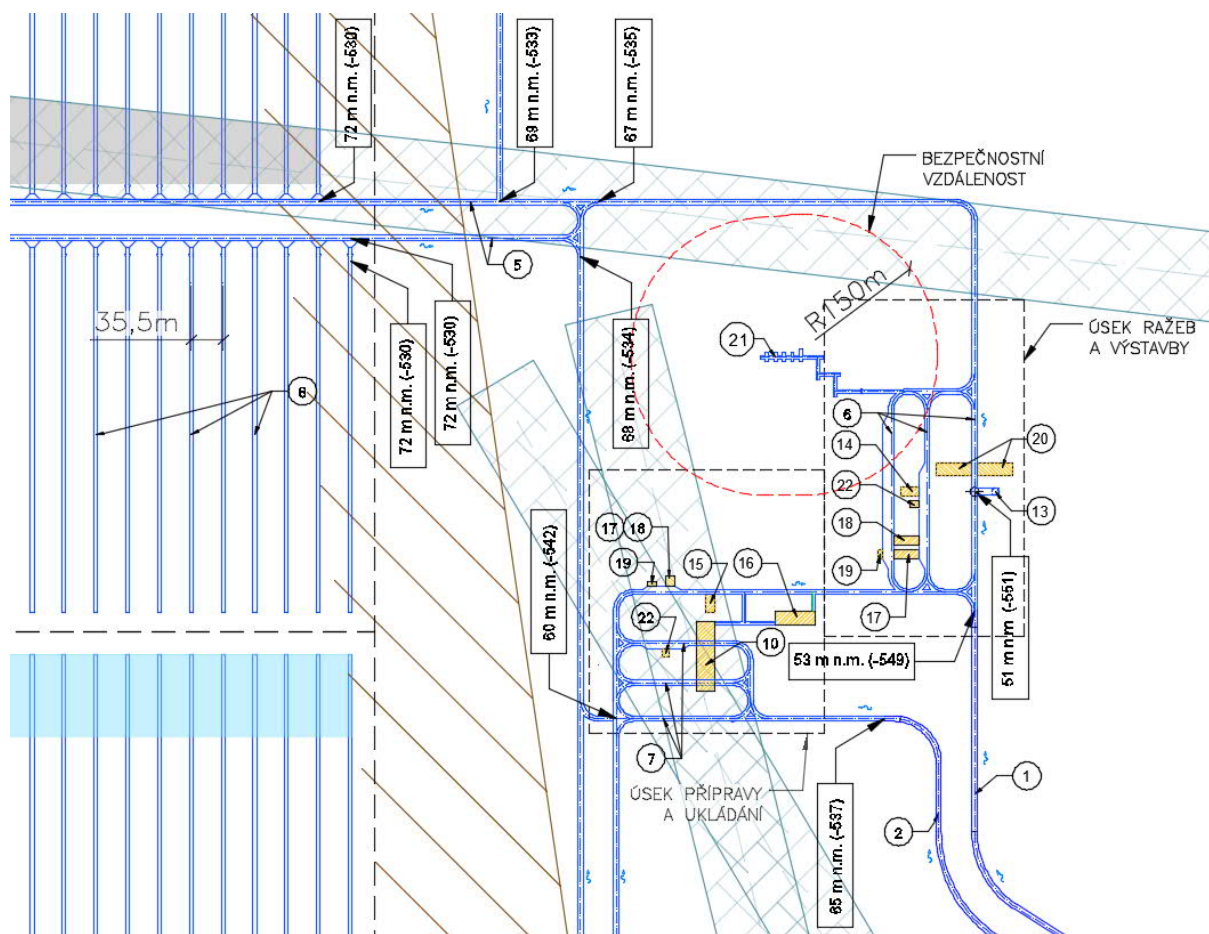 72 m n.m. (-530)
69 m n.m. (-533)
67 m n.m. (-535)
BEZPEČNOSTNÍ
VZDÁLENOST
5
R150m
35,5m
72 m n.m. (-530)
72 m n.m. (-530)
68 m n.m. (-534)
ÚSEK RAŽEB
A VÝSTAVBY
21
8
6
14
20
22
13
18
19
17
60 m n.m. (-542)
17
18
19
15
16
22
10
53 m n.m. (-549)
51 m n.m (-551)
7
ÚSEK PŘÍPRAVY
A UKLÁDÁNÍ
65 m n.m. (-537)
2
1